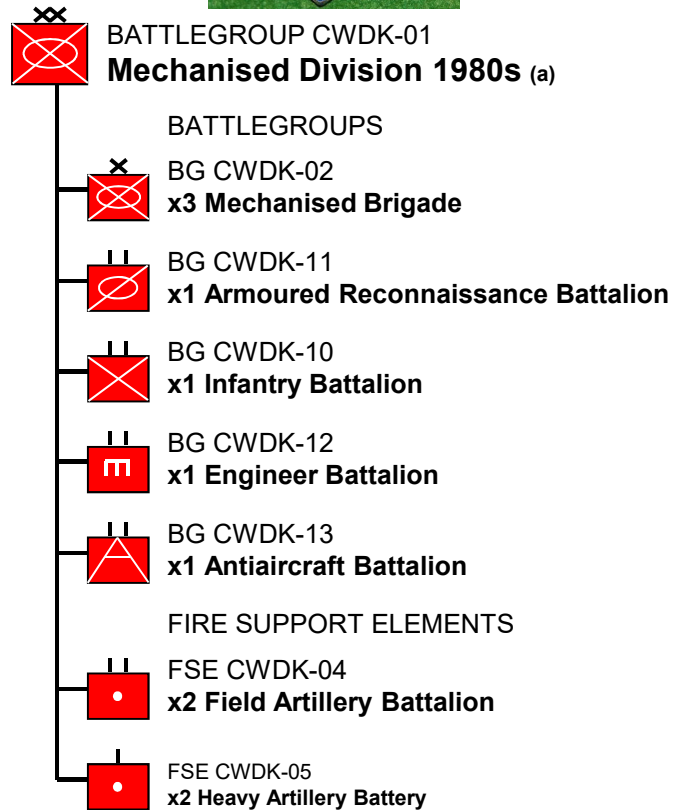 BATTLEGROUP CWDK-01
Mechanised Division 1980s (a)
BATTLEGROUPS
BG CWDK-02
x3 Mechanised Brigade
BG CWDK-11
x1 Armoured Reconnaissance Battalion
BG CWDK-10
x1 Infantry Battalion
BG CWDK-12
x1 Engineer Battalion
BG CWDK-13
x1 Antiaircraft Battalion
FIRE SUPPORT ELEMENTS
FSE CWDK-04
x2 Field Artillery Battalion
FSE CWDK-05
x2 Heavy Artillery Battery